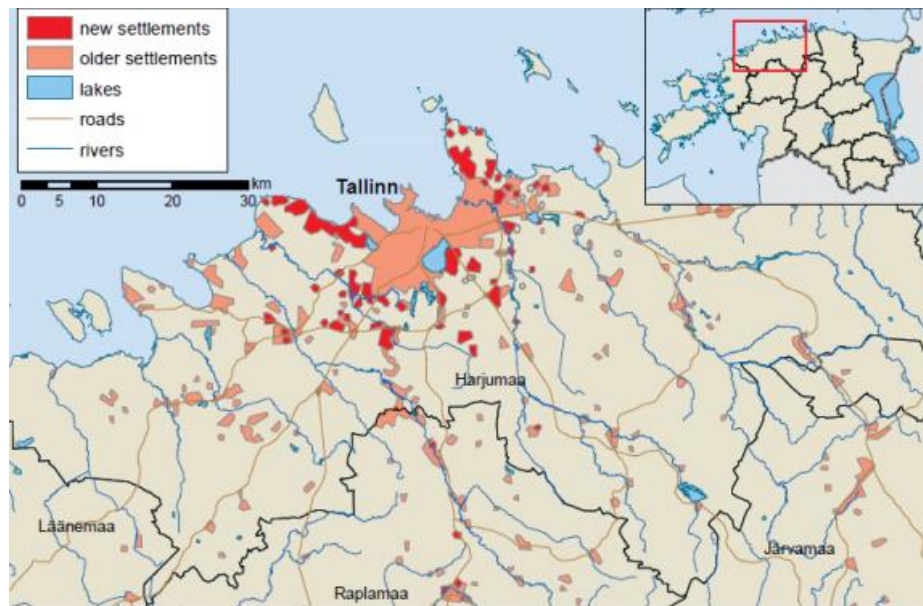 new settlements
older settlements
lakes
roads
rivers
km
0 5 10 20 30
Tallinn
Harjumaa
Läänemaa
Järvamaa
Raplamaa